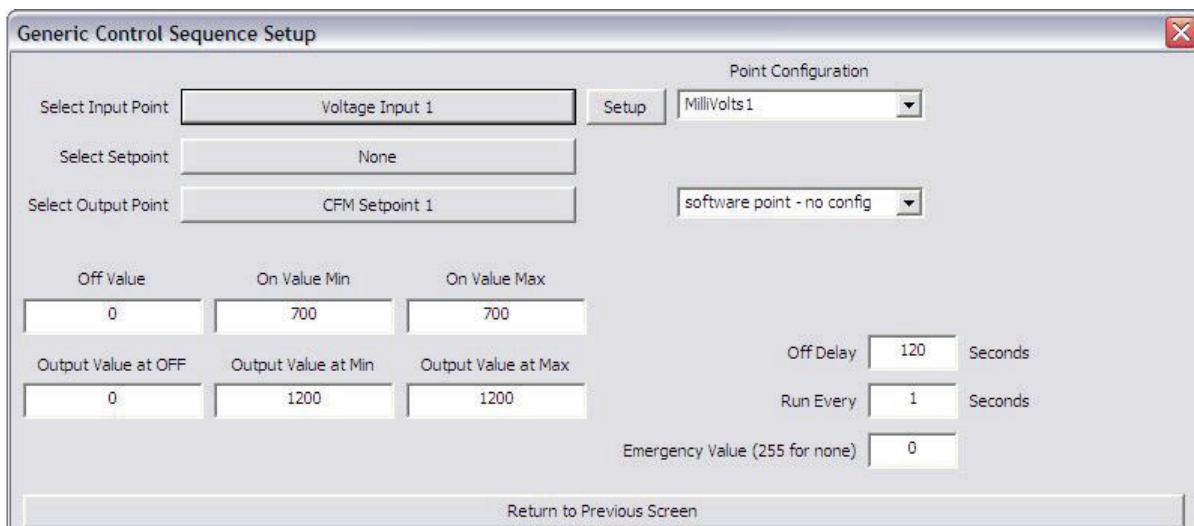 Generic Control Sequence Setup
Point Configuration
Select Input Point Voltage Input 1 Setup MilliVolts1
Select Setpoint None
Select Output Point CFM Setpoint 1 software point - no config
Off Value On Value Min On Value Max
0 700 700
Output Value at OFF Output Value at Min Output Value at Max
0 1200 1200
Off Delay 120 Seconds
Run Every 1 Seconds
Emergency Value (255 for none) 0
Return to Previous Screen